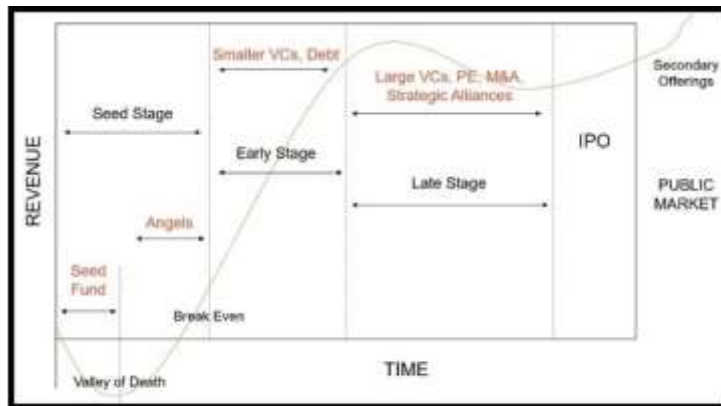 Smaller VCs, Debt
Large VCs, PE, M&A,
Strategic Alliances
Secondary
Offerings
Seed Stage
Early Stage
Late Stage
IPO
PUBLIC
MARKET
REVENUE
Angels
Seed
Fund
Break Even
TIME
Valley of Death